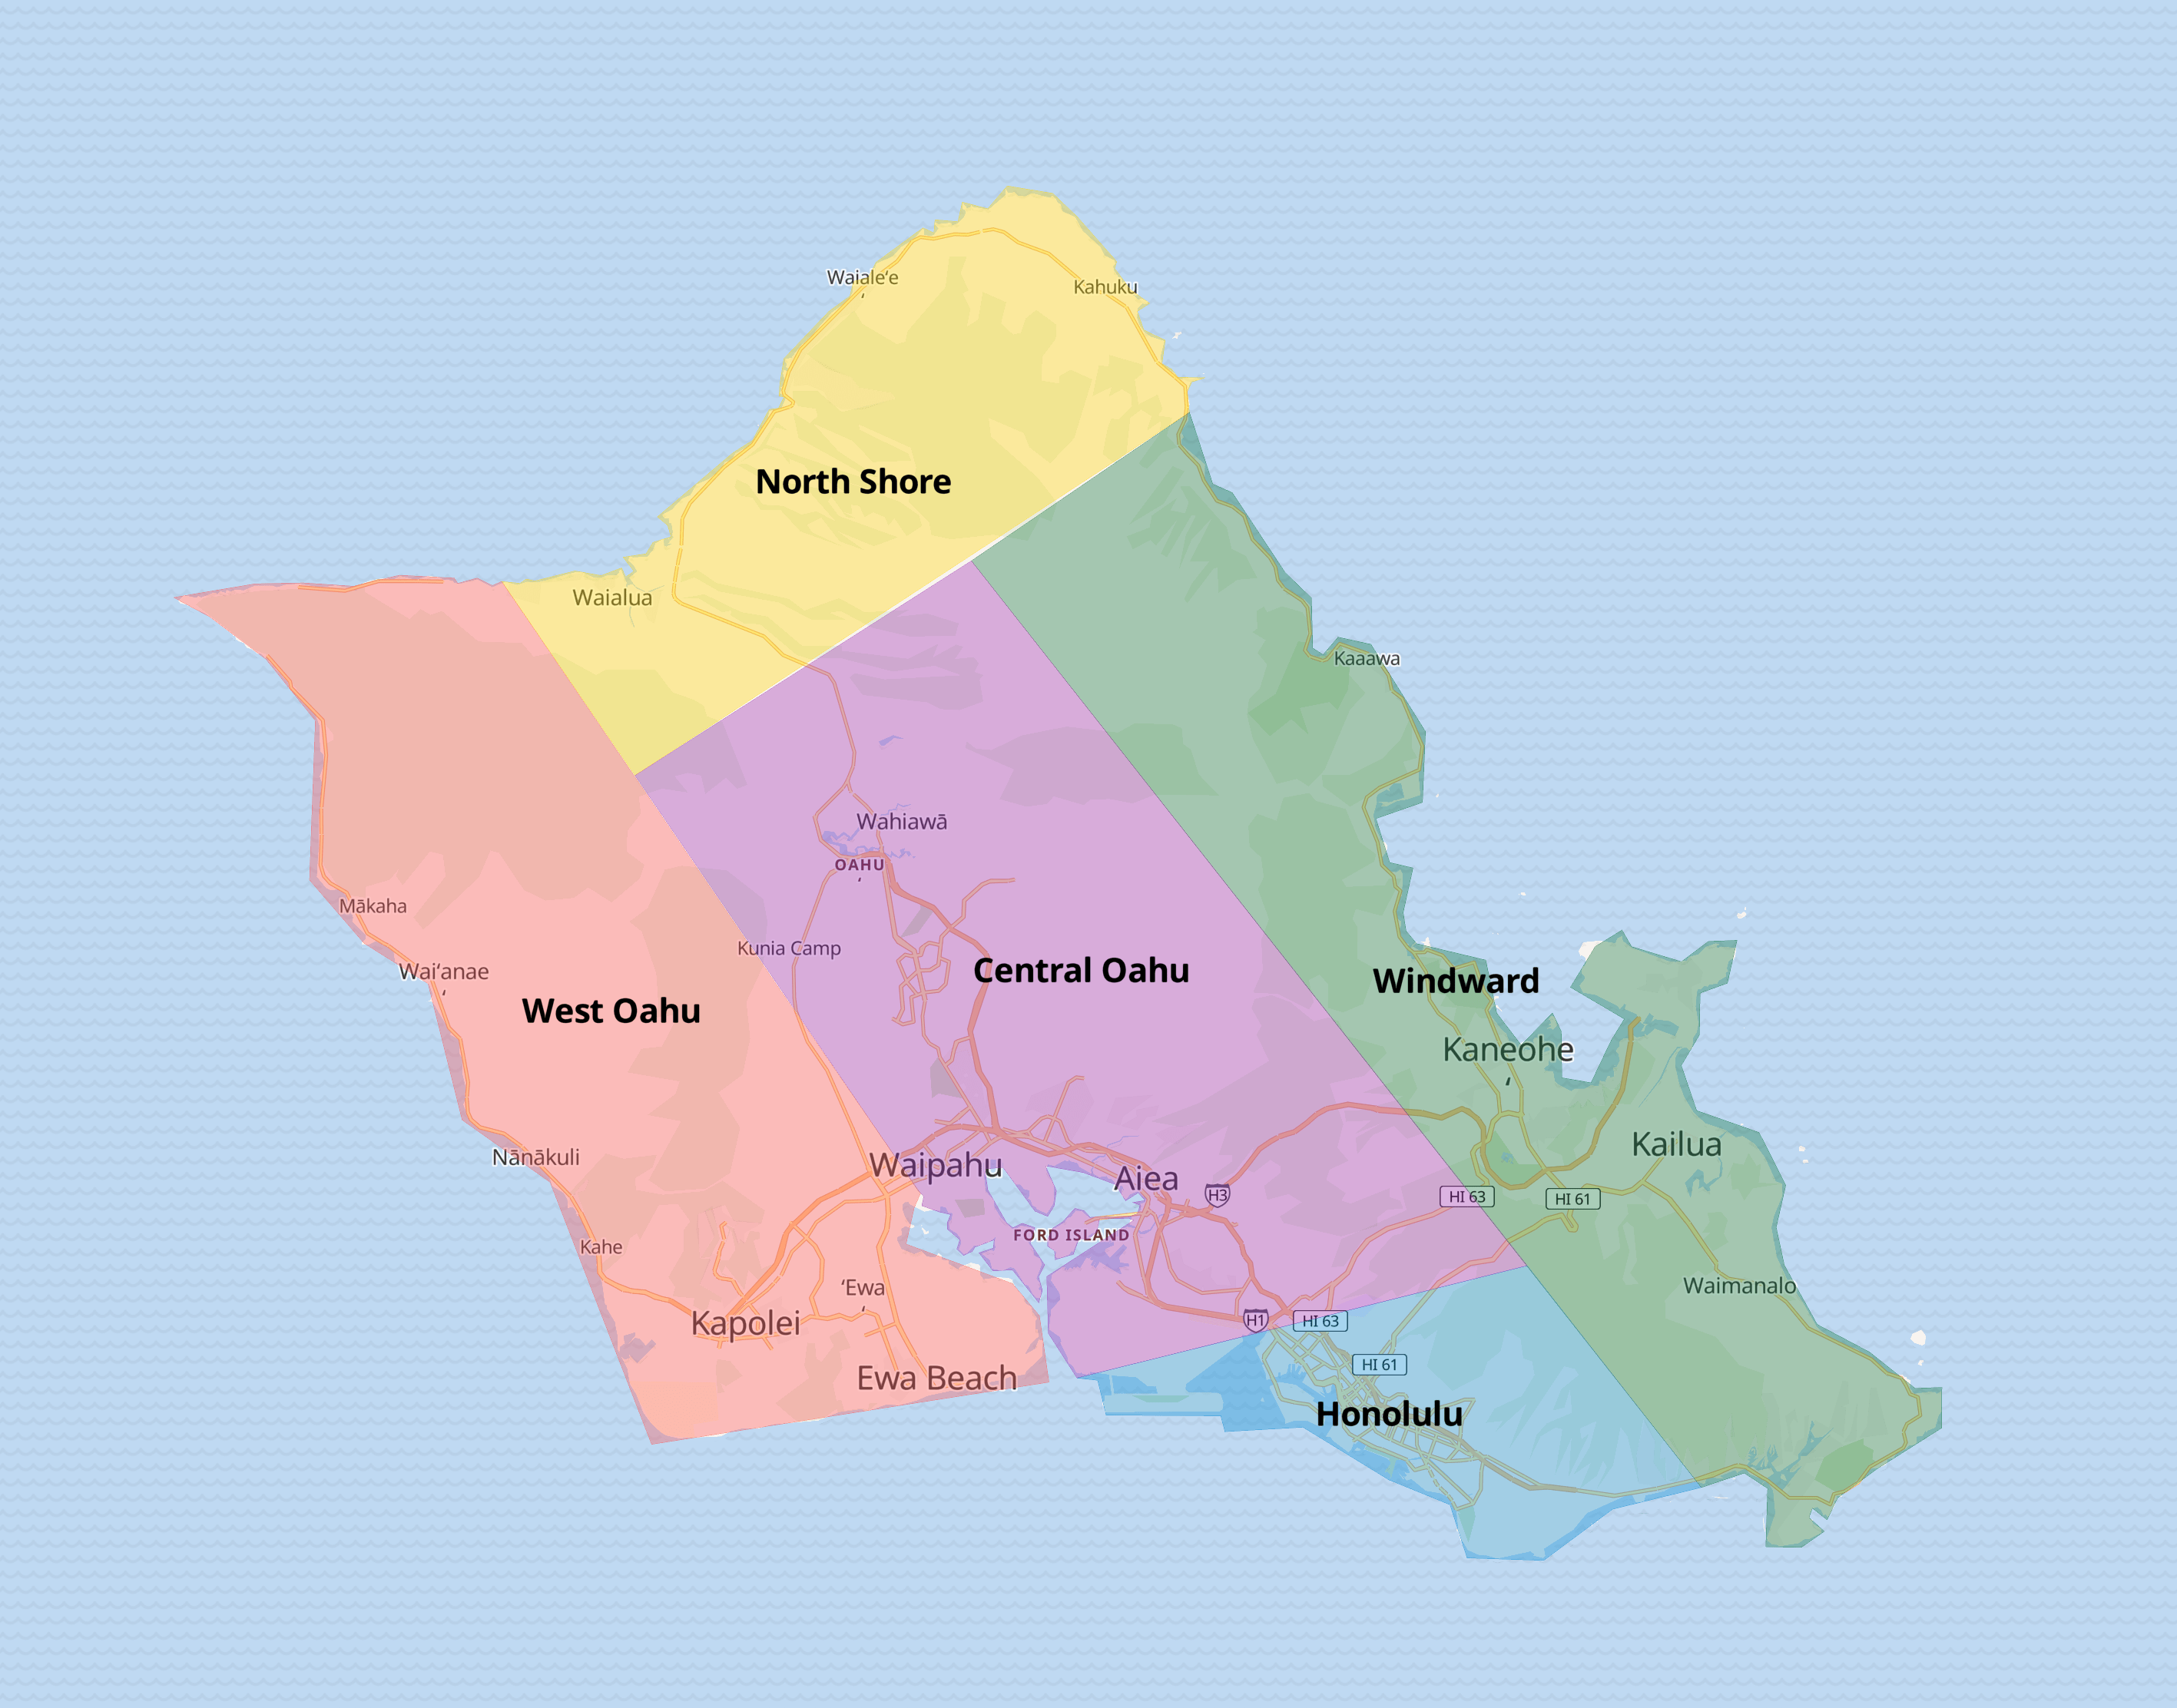 Waiale‘e
Kahuku
North Shore
Waialua
Kaaawa
Wahiawā
OAHU
Mākaha
Kunia Camp
Central Oahu
Wai‘anae
Windward
West Oahu
Kaneohe
Kailua
Nānākuli
Waipahu
Aiea
H3
HI 63
HI 61
FORD ISLAND
Kahe
‘Ewa
Waimanalo
Kapolei
H1
HI 63
HI 61
Ewa Beach
Honolulu